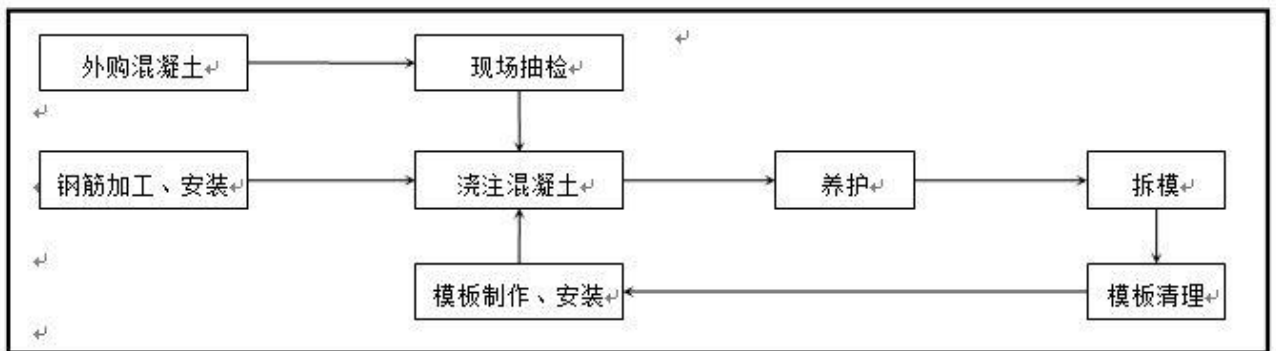 外购混凝土
现场抽检
钢筋加工、安装
浇注混凝土
养护
拆模
模板制作、安装
模板清理